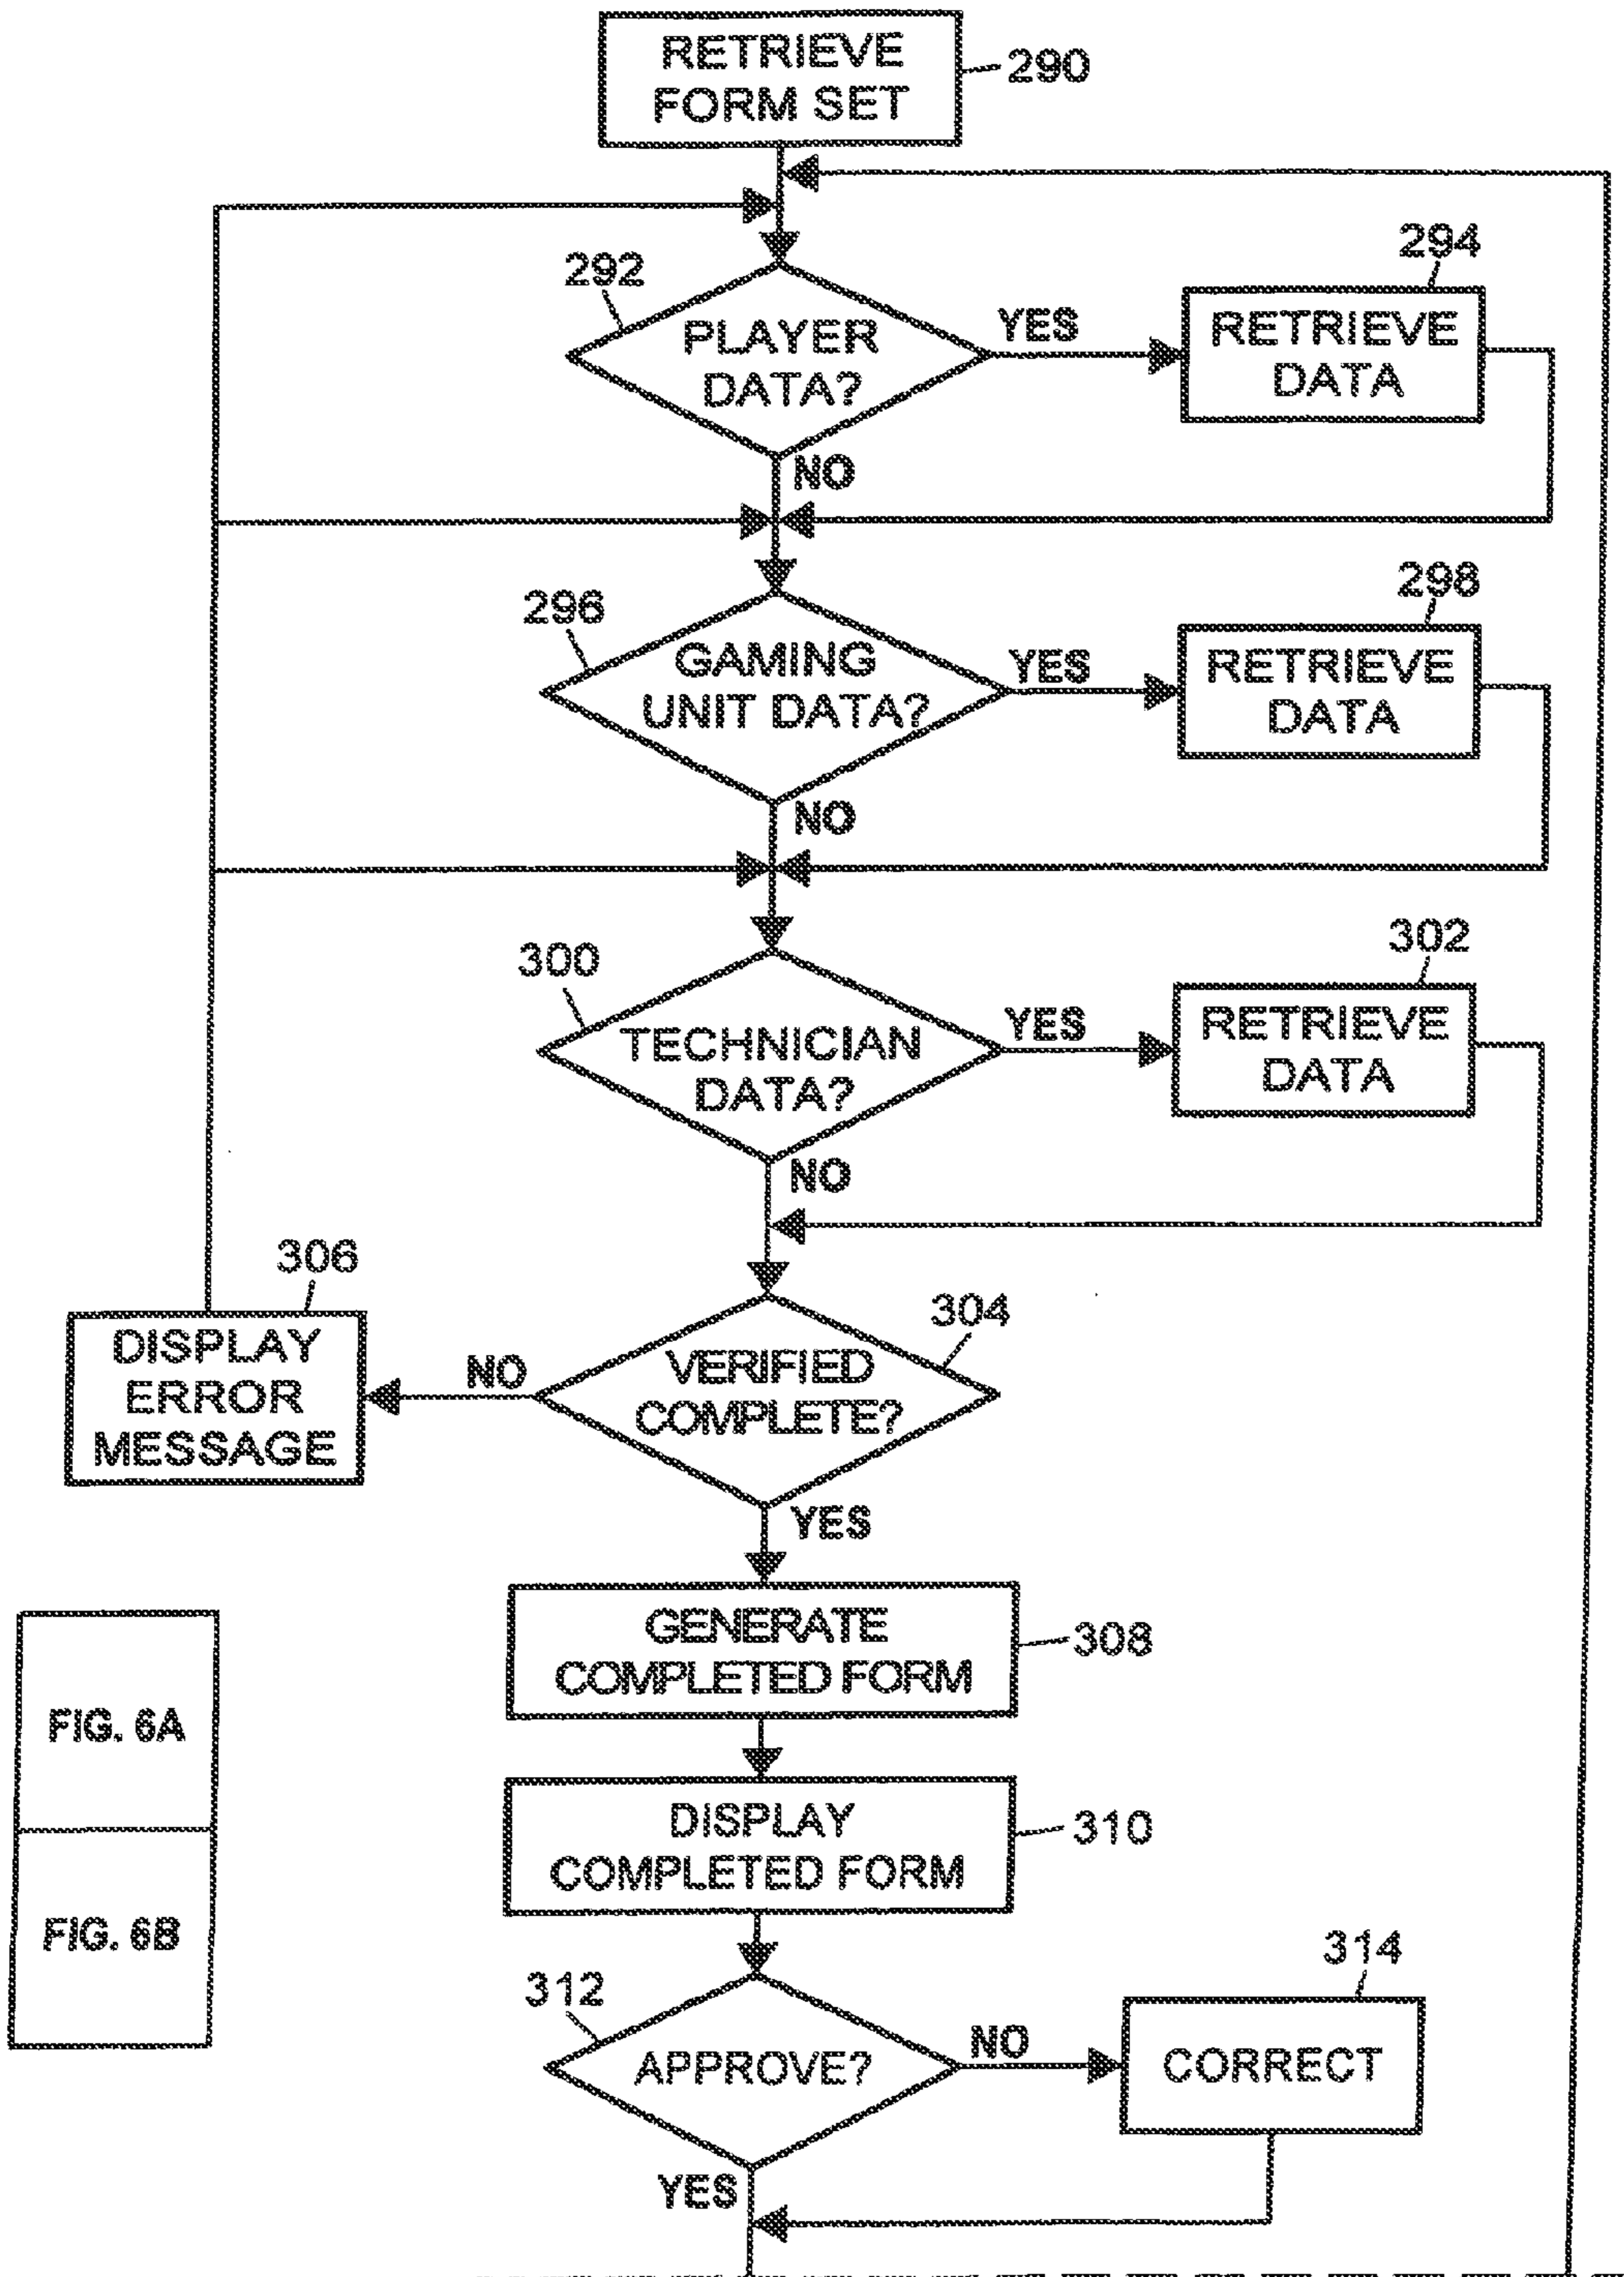 RETRIEVE
FORM SET
290
292
PLAYER
DATA?
YES
294
RETRIEVE
DATA
NO
296
GAMING
UNIT DATA?
YES
298
RETRIEVE
DATA
NO
300
TECHNICIAN
DATA?
YES
302
RETRIEVE
DATA
NO
304
VERIFIED
COMPLETE?
NO
306
DISPLAY
ERROR
MESSAGE
YES
GENERATE
COMPLETED FORM
308
DISPLAY
COMPLETED FORM
310
FIG. 6A
FIG. 6B
312
APPROVE?
NO
314
CORRECT
YES